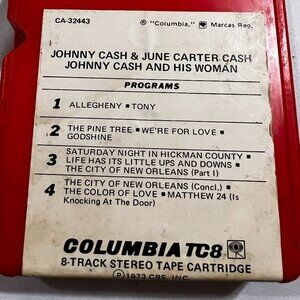 CA-32443
® "Columbia," Marcas Reg.
JOHNNY CASH & JUNE CARTER CASH
JOHNNY CASH AND HIS WOMAN
PROGRAMS
1 ALLEGHENY ▪ TONY
2 THE PINE TREE ▪ WE'RE FOR LOVE ▪
GODSHINE
3 SATURDAY NIGHT IN HICKMAN COUNTY ▪
LIFE HAS ITS LITTLE UPS AND DOWNS ▪
THE CITY OF NEW ORLEANS (Part I)
4 THE CITY OF NEW ORLEANS (Concl.) ▪
THE COLOR OF LOVE ▪ MATTHEW 24 (Is
Knocking At The Door)
COLUMBIA TC8
8-TRACK STEREO TAPE CARTRIDGE
Ⓟ 1973 CBS, INC.